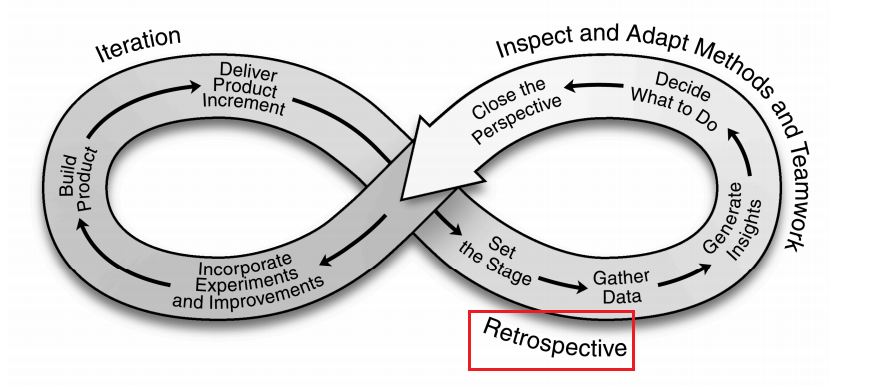 Iteration
Deliver
Product
Increment
Build
Product
Incorporate
Experiments
and Improvements
Inspect and Adapt Methods and Teamwork
Close the
Perspective
Decide
What to Do
Generate
Insights
Gather
Data
Set
the Stage
Retrospective